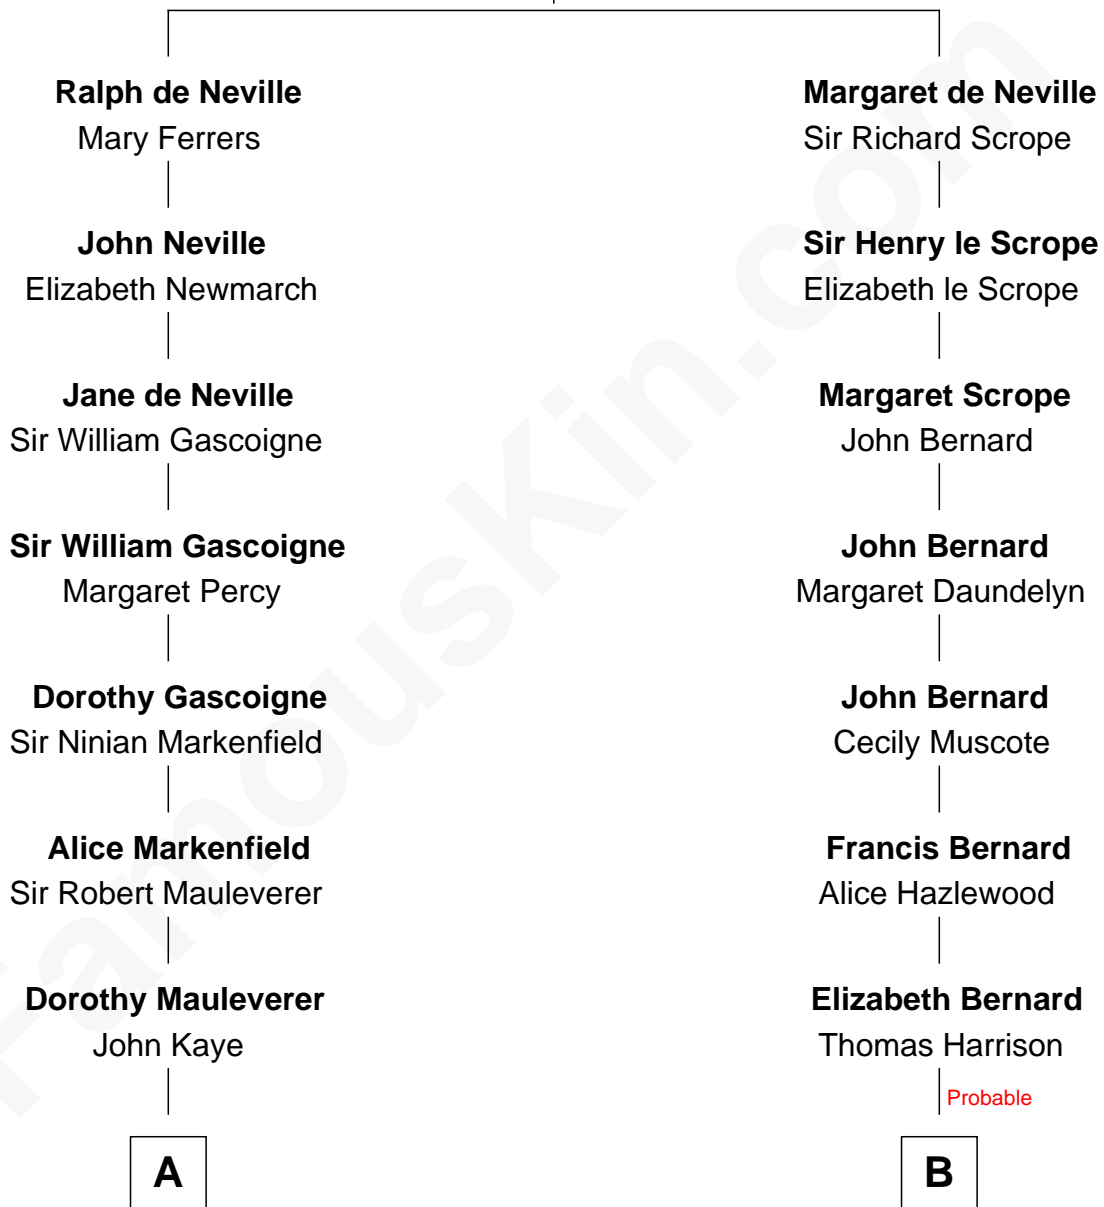 Ralph de Neville
Mary Ferrers
John Neville
Elizabeth Newmarch
Jane de Neville
Sir William Gascoigne
Sir William Gascoigne
Margaret Percy
Dorothy Gascoigne
Sir Ninian Markenfield
Alice Markenfield
Sir Robert Mauleverer
Dorothy Mauleverer
John Kaye
A
Margaret de Neville
Sir Richard Scrope
Sir Henry le Scrope
Elizabeth le Scrope
Margaret Scrope
John Bernard
John Bernard
Margaret Daundelyn
John Bernard
Cecily Muscote
Francis Bernard
Alice Hazlewood
Elizabeth Bernard
Thomas Harrison
Probable
B
FamousKin.com